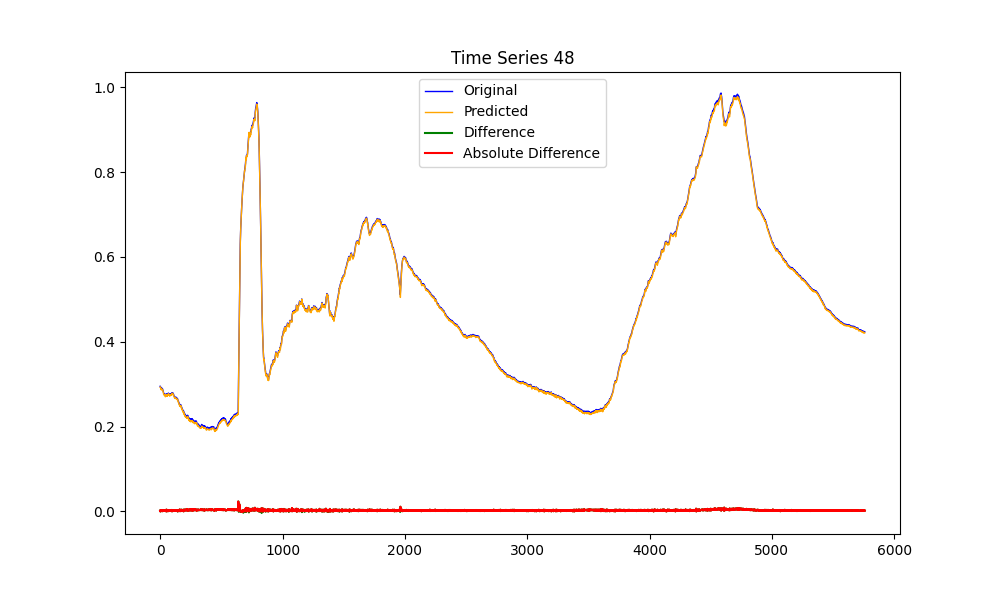 Time Series 48
Original
Predicted
Difference
Absolute Difference
1.0
0.8
0.6
0.4
0.2
0.0
0 1000 2000 3000 4000 5000 6000